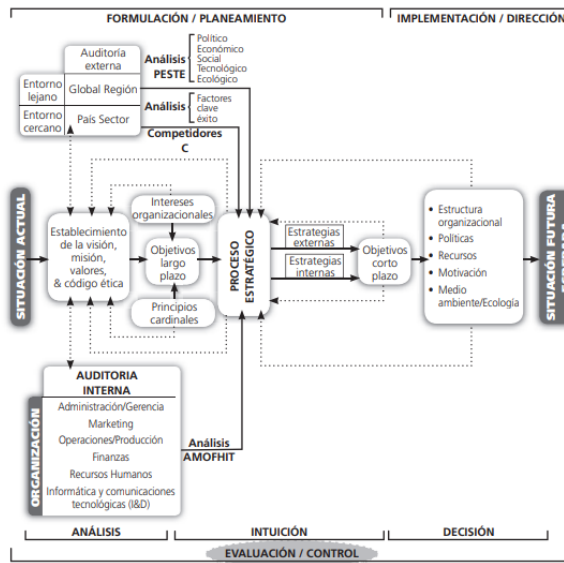 FORMULACIÓN / PLANEAMIENTO
IMPLEMENTACIÓN / DIRECCIÓN
Auditoría
externa
Entorno
lejano
Global Región
Entorno
cercano
País Sector
Análisis
PESTE
Político
Económico
Social
Tecnológico
Ecológico
Análisis
Factores
clave
éxito
Competidores
C
SITUACIÓN ACTUAL
Establecimiento
de la visión,
misión,
valores,
& código ética
Intereses
organizacionales
Objetivos
largo
plazo
Principios
cardinales
PROCESO
ESTRATÉGICO
Estrategias
externas
Estrategias
internas
Objetivos
corto
plazo
• Estructura
organizacional
• Políticas
• Recursos
• Motivación
• Medio
ambiente/Ecología
SITUACIÓN FUTURA
ORGANIZACIÓN
AUDITORIA
INTERNA
Administración/Gerencia
Marketing
Operaciones/Producción
Finanzas
Recursos Humanos
Informática y comunicaciones
tecnológicas (I&D)
Análisis
AMOFHIT
ANÁLISIS
INTUICIÓN
DECISIÓN
EVALUACIÓN / CONTROL